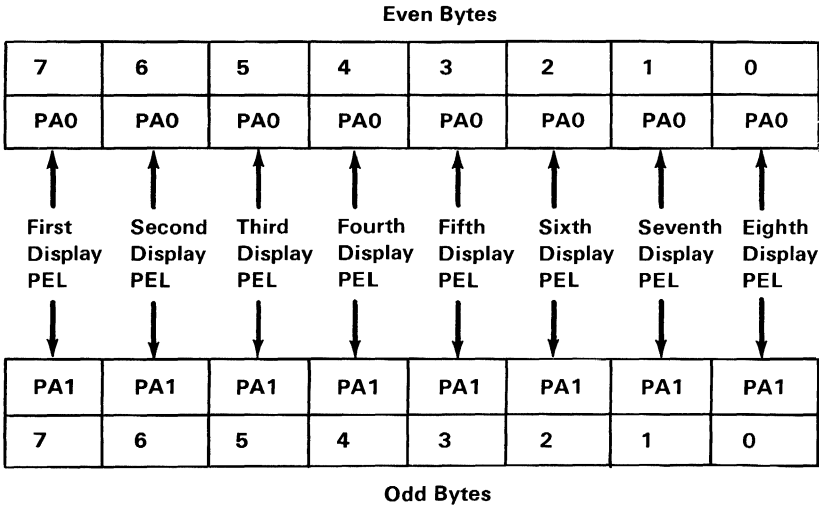 Even Bytes
7 6 5 4 3 2 1 0
PA0 PA0 PA0 PA0 PA0 PA0 PA0 PA0
First Second Third Fourth Fifth Sixth Seventh Eighth
Display Display Display Display Display Display Display Display
PEL PEL PEL PEL PEL PEL PEL PEL
PA1 PA1 PA1 PA1 PA1 PA1 PA1 PA1
7 6 5 4 3 2 1 0
Odd Bytes